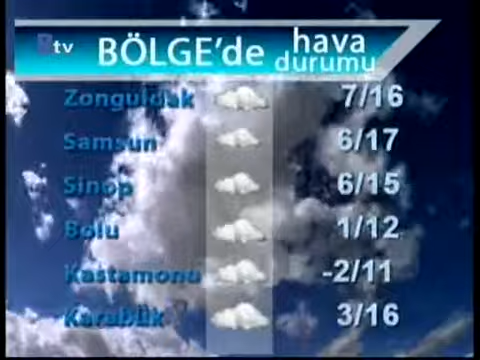 Btv
BÖLGE'de hava durumu
Zonguldak 7/16
Samsun 6/17
Sinop 6/15
Bolu 1/12
Kastamonu -2/11
Karabük 3/16